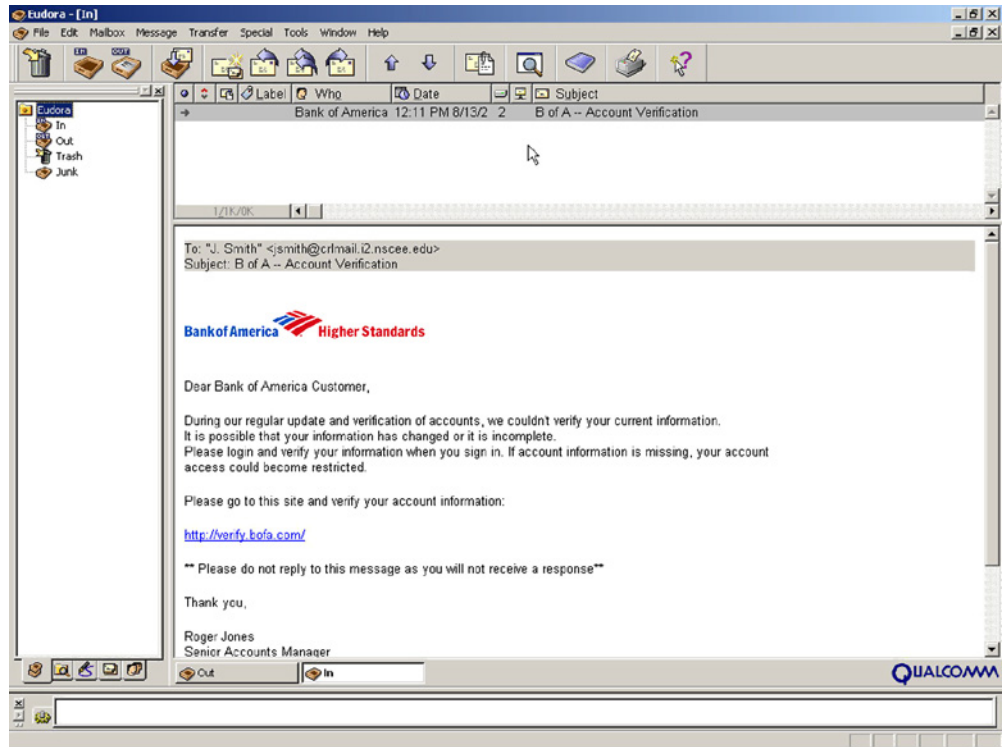 Eudora - [In]
File Edit Mailbox Message Transfer Special Tools Window Help
IN OUT
Label Who Date Subject
Bank of America 12:11 PM 8/13/2 2 B of A -- Account Verification
Eudora
In
Out
Trash
Junk
1/1K/0K
To: "J. Smith" <jsmith@crlmail.i2.nscee.edu>
Subject: B of A -- Account Verification
Bank of America Higher Standards
Dear Bank of America Customer,
During our regular update and verification of accounts, we couldn't verify your current information.
It is possible that your information has changed or it is incomplete.
Please login and verify your information when you sign in. If account information is missing, your account
access could become restricted.
Please go to this site and verify your account information:
http://verify.bofa.com/
** Please do not reply to this message as you will not receive a response**
Thank you,
Roger Jones
Senior Accounts Manager
Out In
QUALCOMM